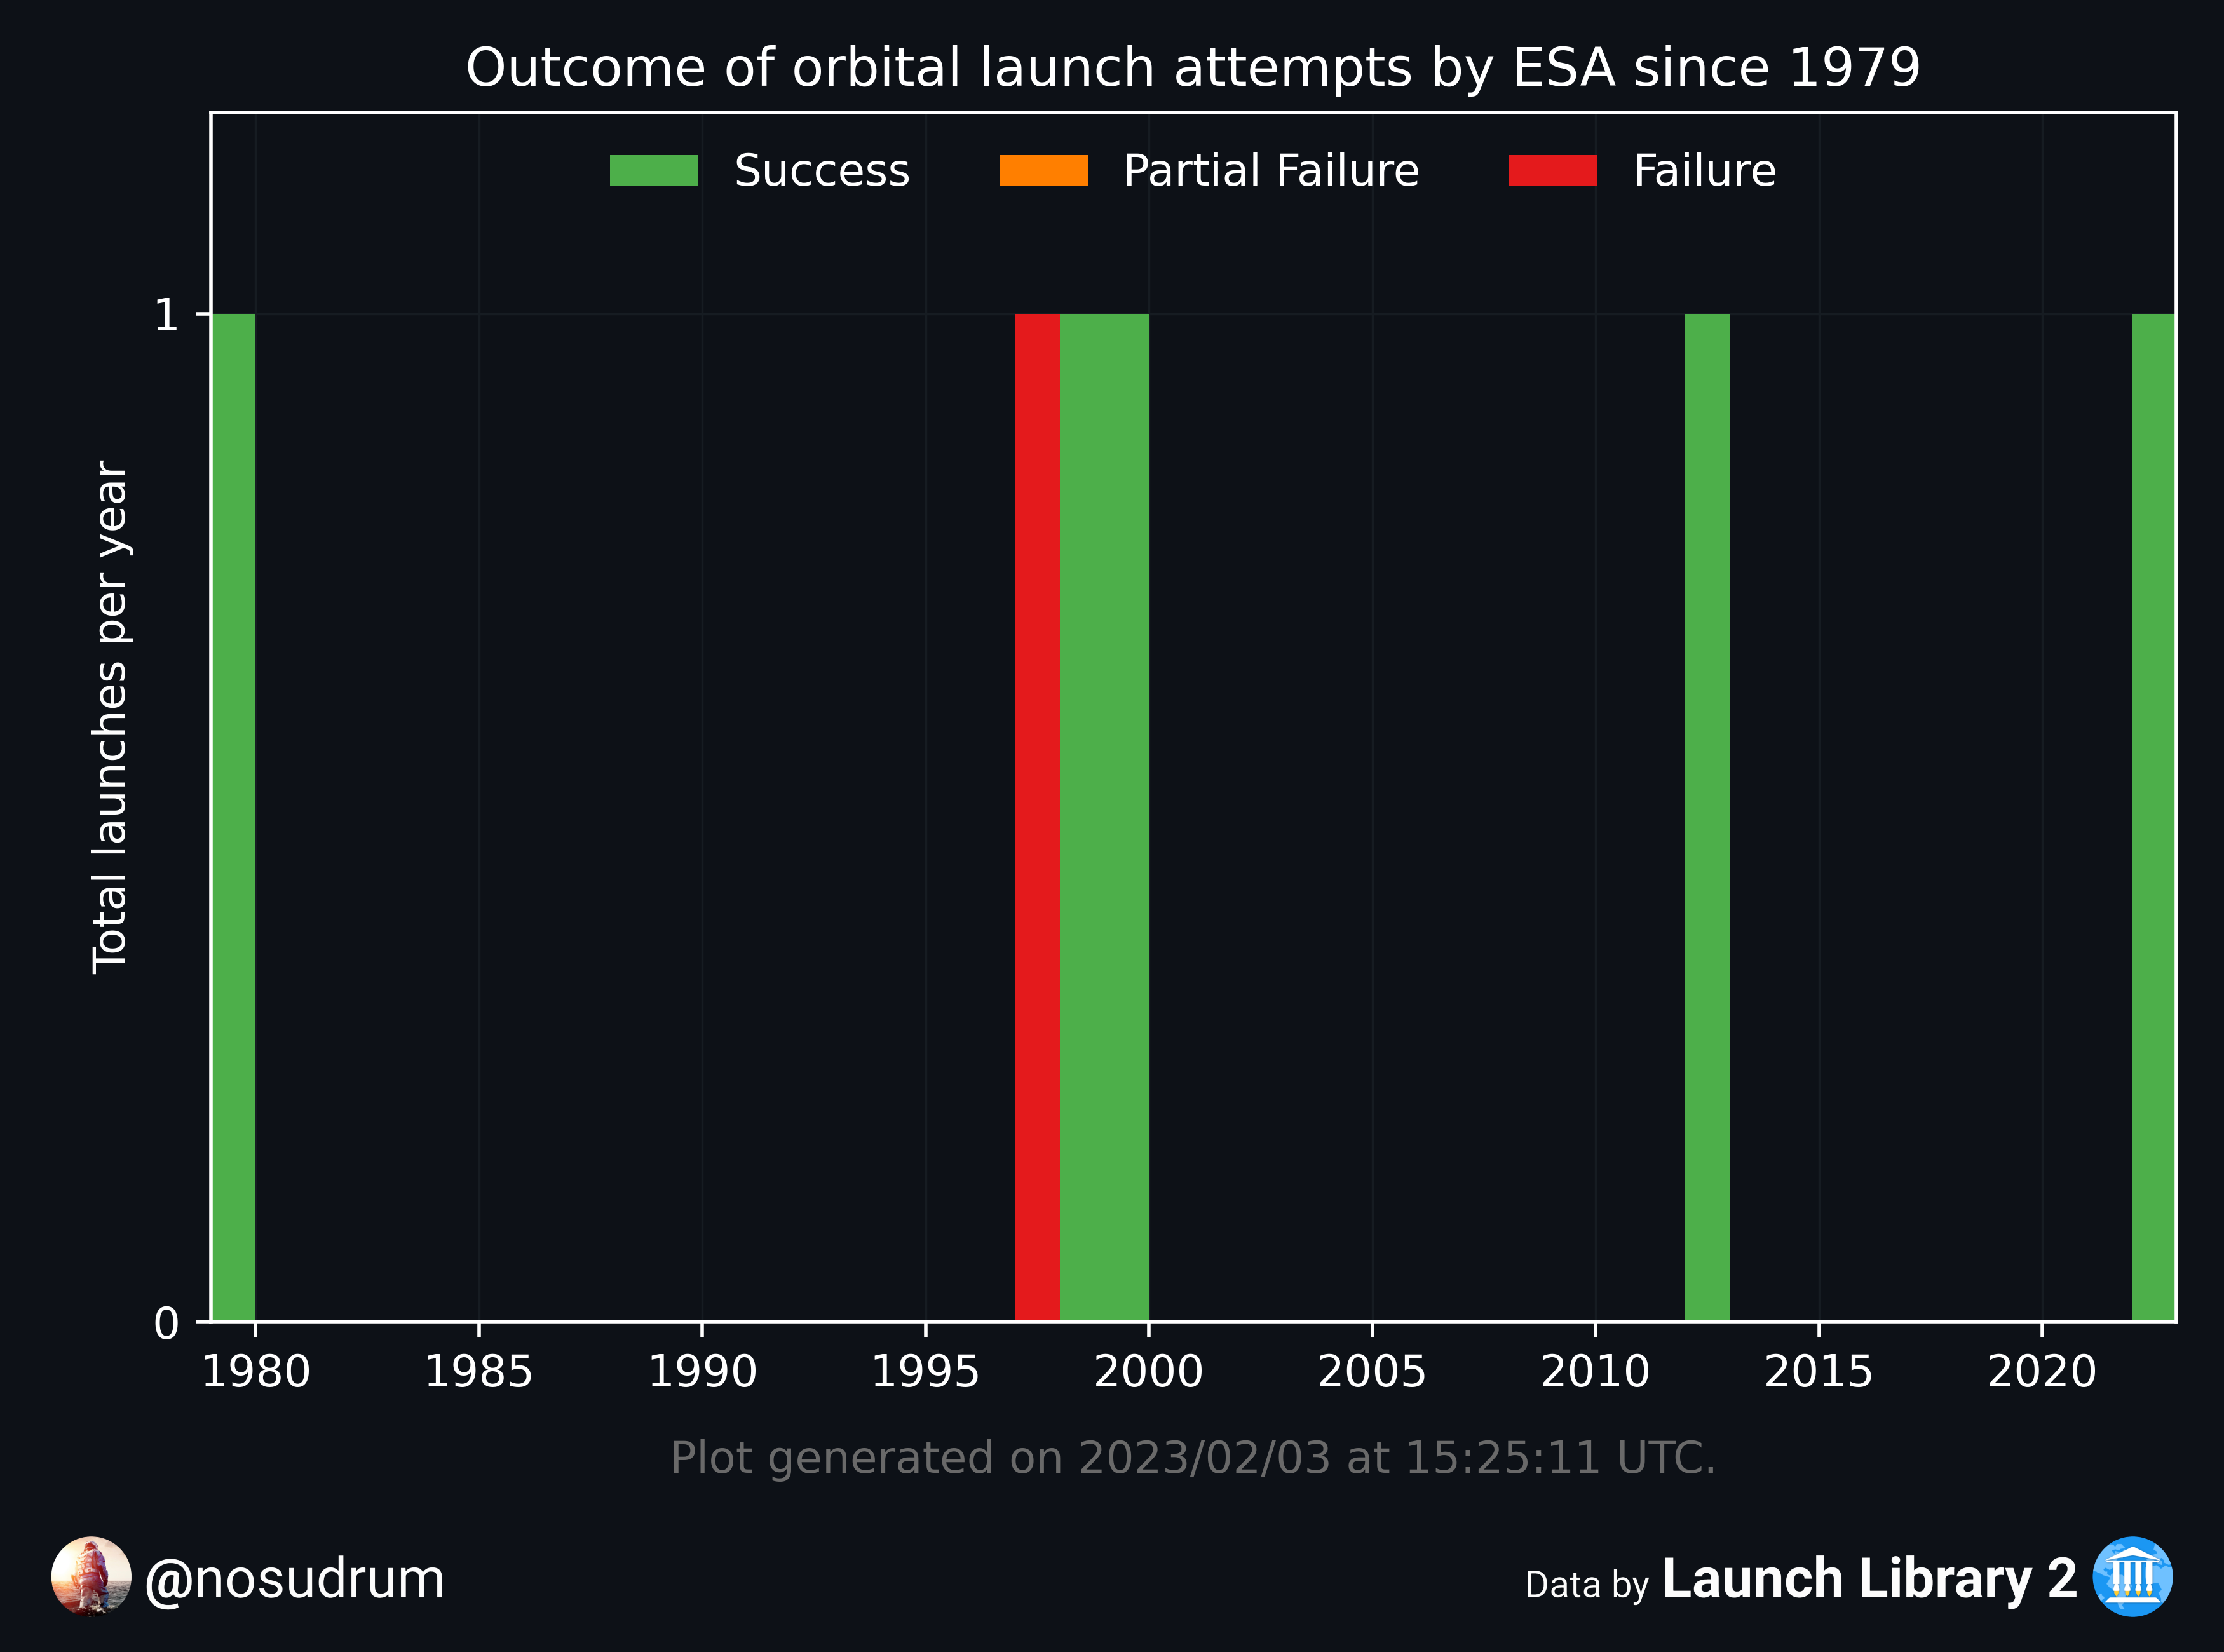 Outcome of orbital launch attempts by ESA since 1979
Success Partial Failure Failure
Total launches per year
1
0
1980 1985 1990 1995 2000 2005 2010 2015 2020
Plot generated on 2023/02/03 at 15:25:11 UTC.
@nosudrum
Data by Launch Library 2